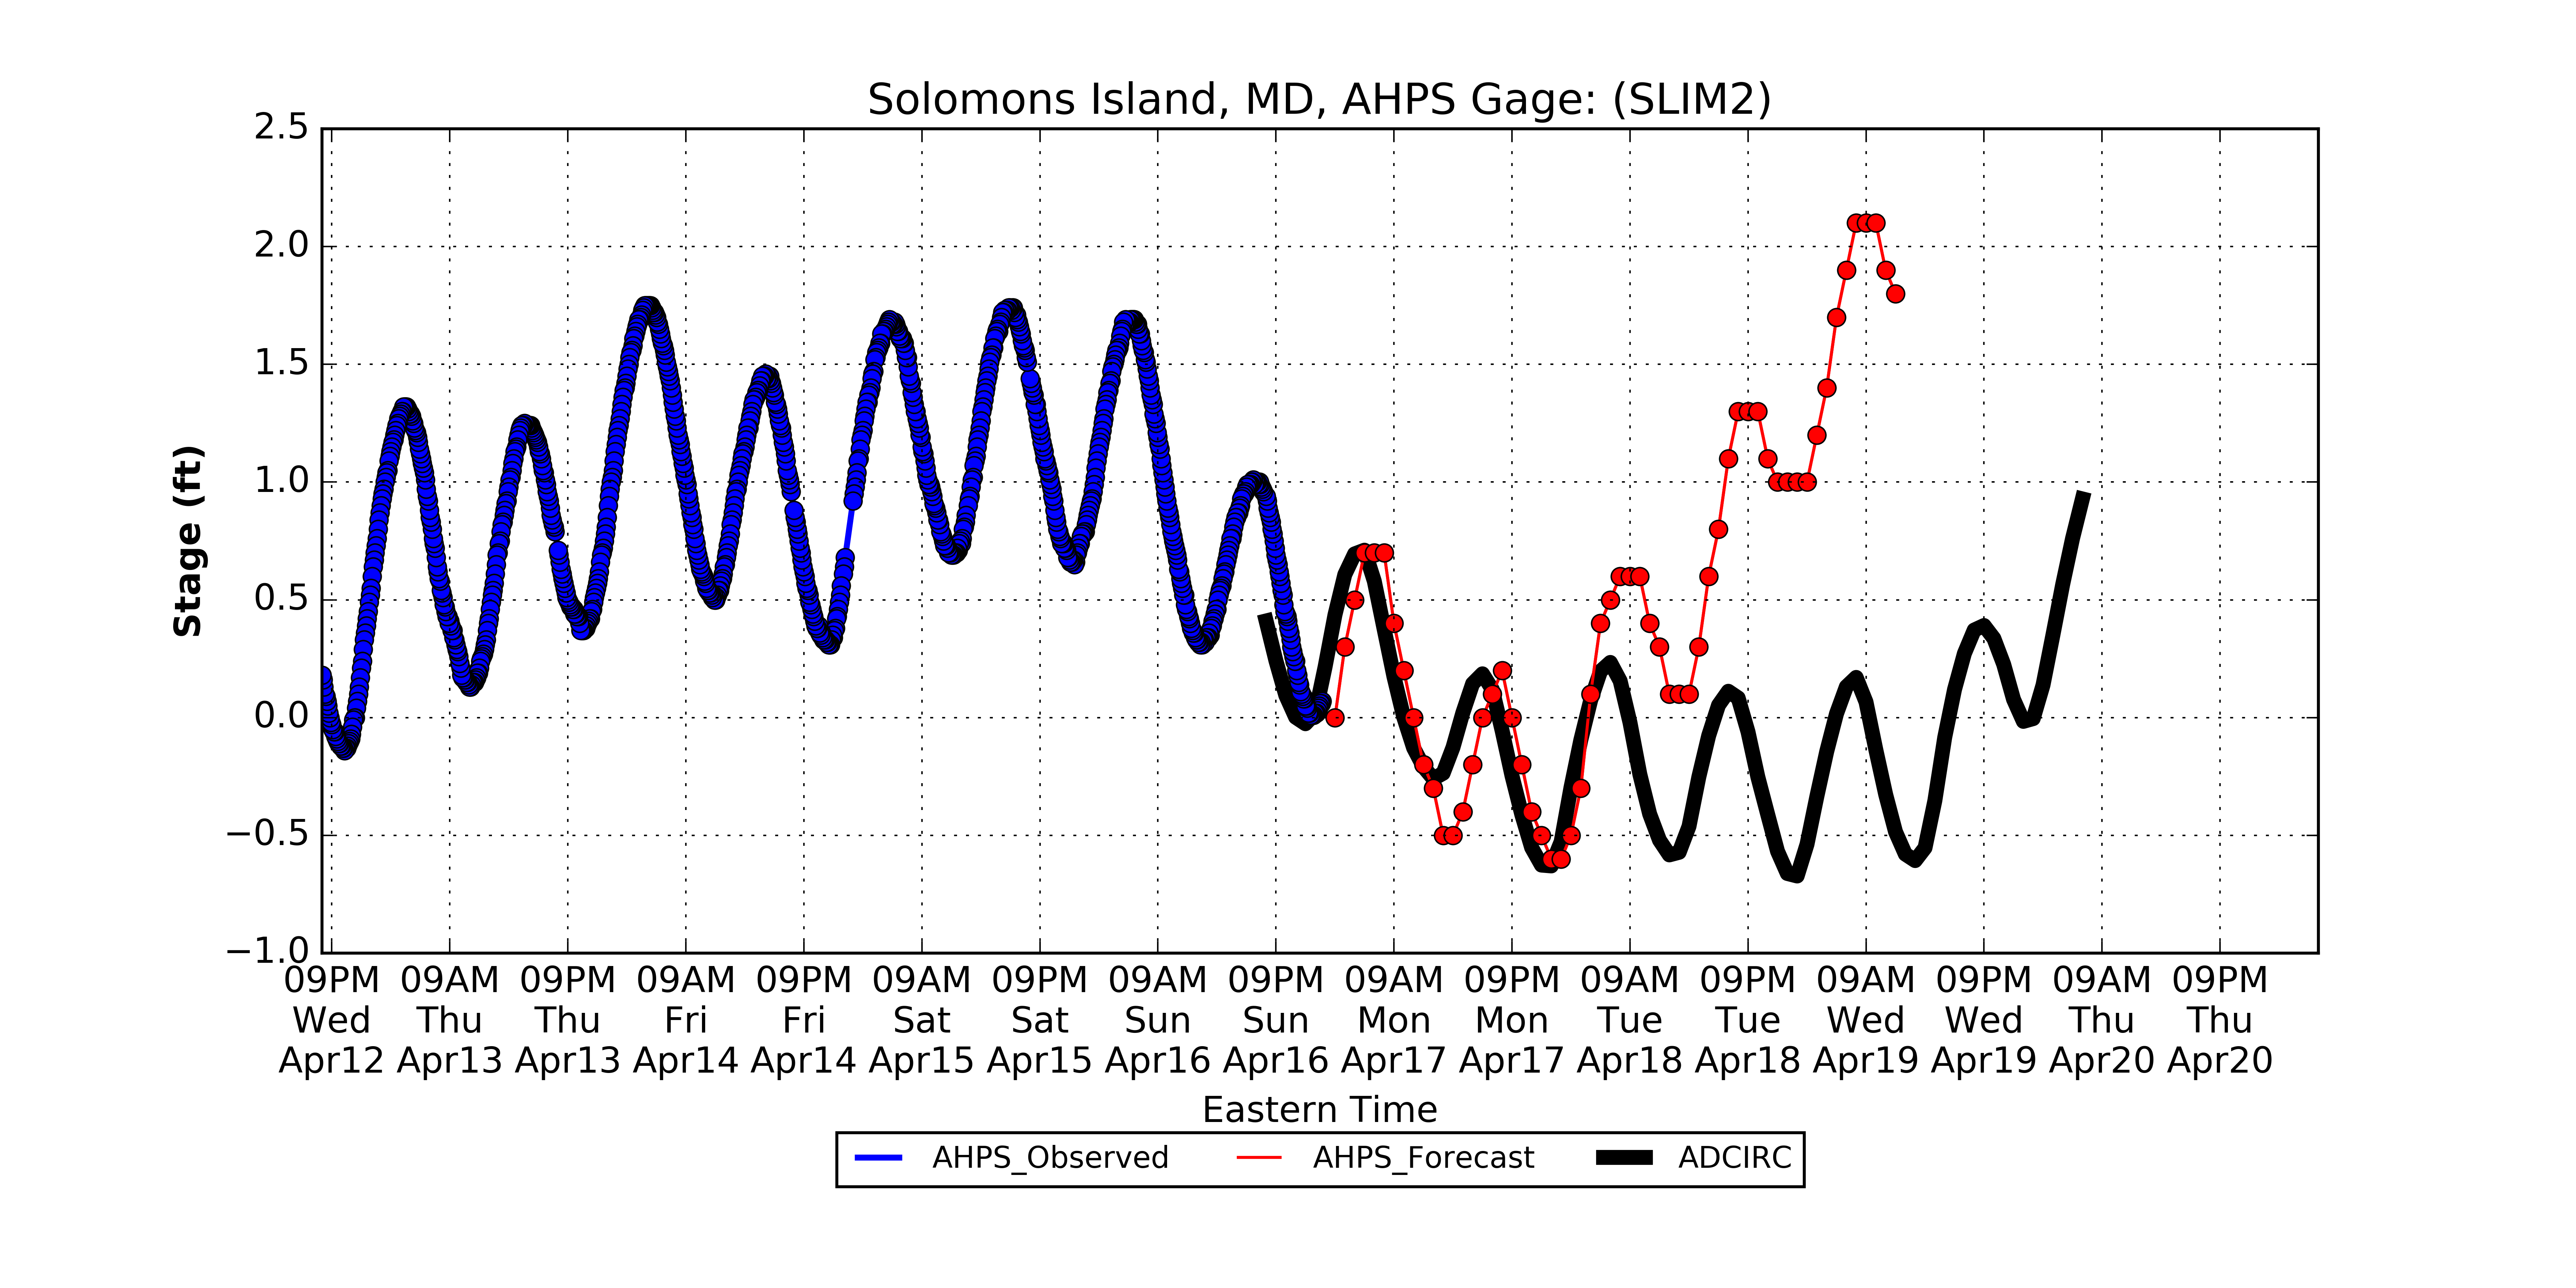 Solomons Island, MD, AHPS Gage: (SLIM2)
2.5
2.0
1.5
1.0
0.5
0.0
−0.5
−1.0
Stage (ft)
09PM 09AM 09PM 09AM 09PM 09AM 09PM 09AM 09PM 09AM 09PM 09AM 09PM 09AM 09PM 09AM 09PM
Wed Thu Thu Fri Fri Sat Sat Sun Sun Mon Mon Tue Tue Wed Wed Thu Thu
Apr12 Apr13 Apr13 Apr14 Apr14 Apr15 Apr15 Apr16 Apr16 Apr17 Apr17 Apr18 Apr18 Apr19 Apr19 Apr20 Apr20
Eastern Time
AHPS_Observed AHPS_Forecast ADCIRC